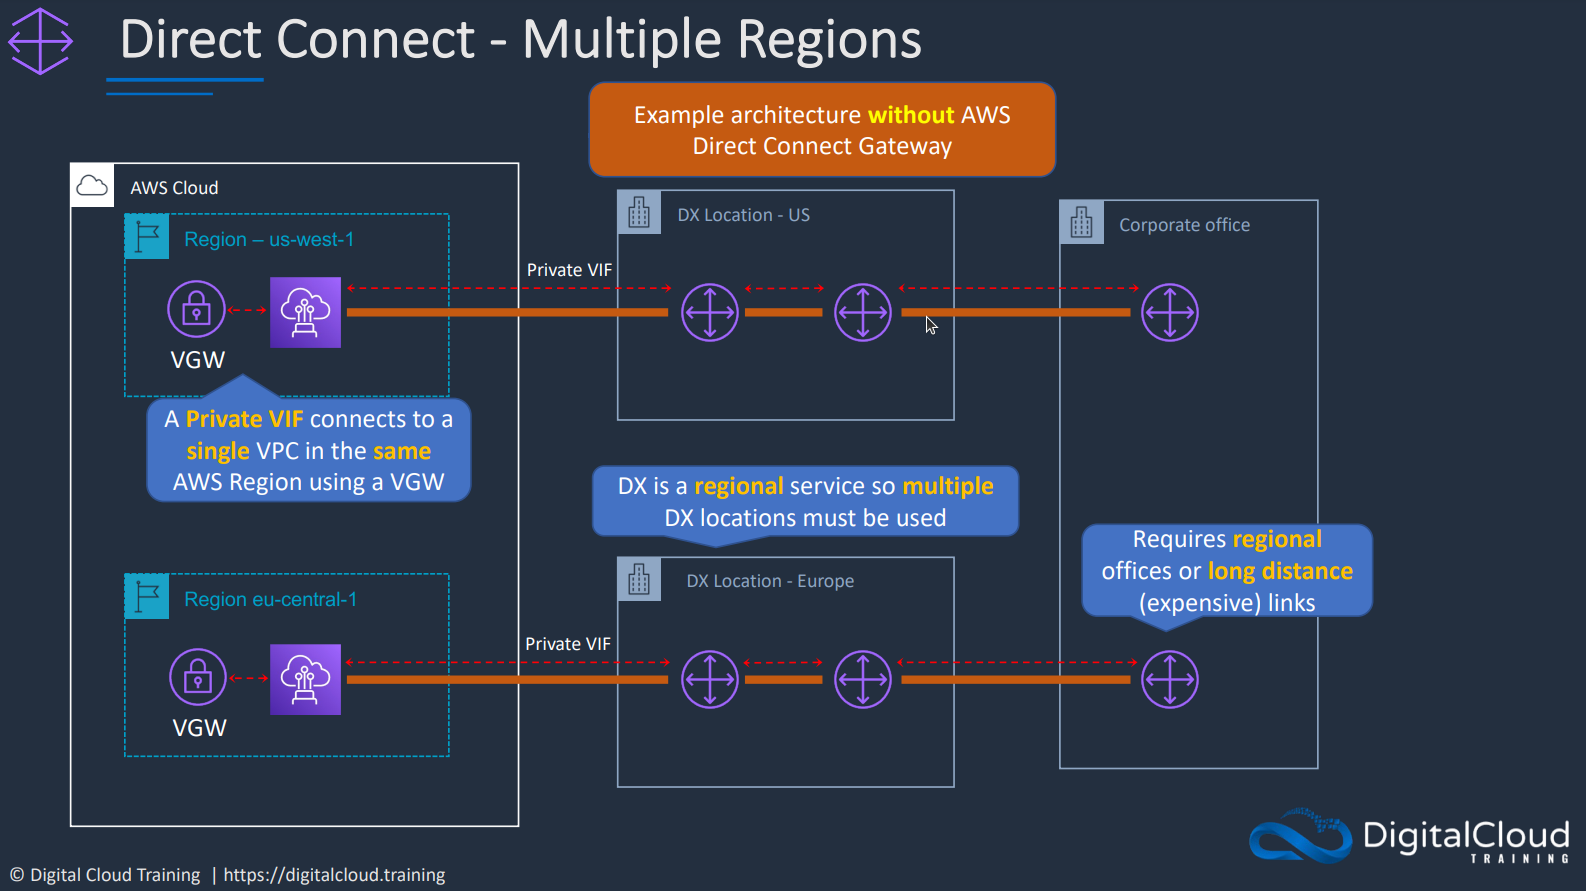 Direct Connect - Multiple Regions
Example architecture without AWS
Direct Connect Gateway
AWS Cloud
Region – us-west-1
VGW
Private VIF
DX Location - US
Corporate office
A Private VIF connects to a
single VPC in the same
AWS Region using a VGW
DX is a regional service so multiple
DX locations must be used
Requires regional
offices or long distance
(expensive) links
Region eu-central-1
VGW
Private VIF
DX Location - Europe
DigitalCloud
TRAINING
© Digital Cloud Training | https://digitalcloud.training